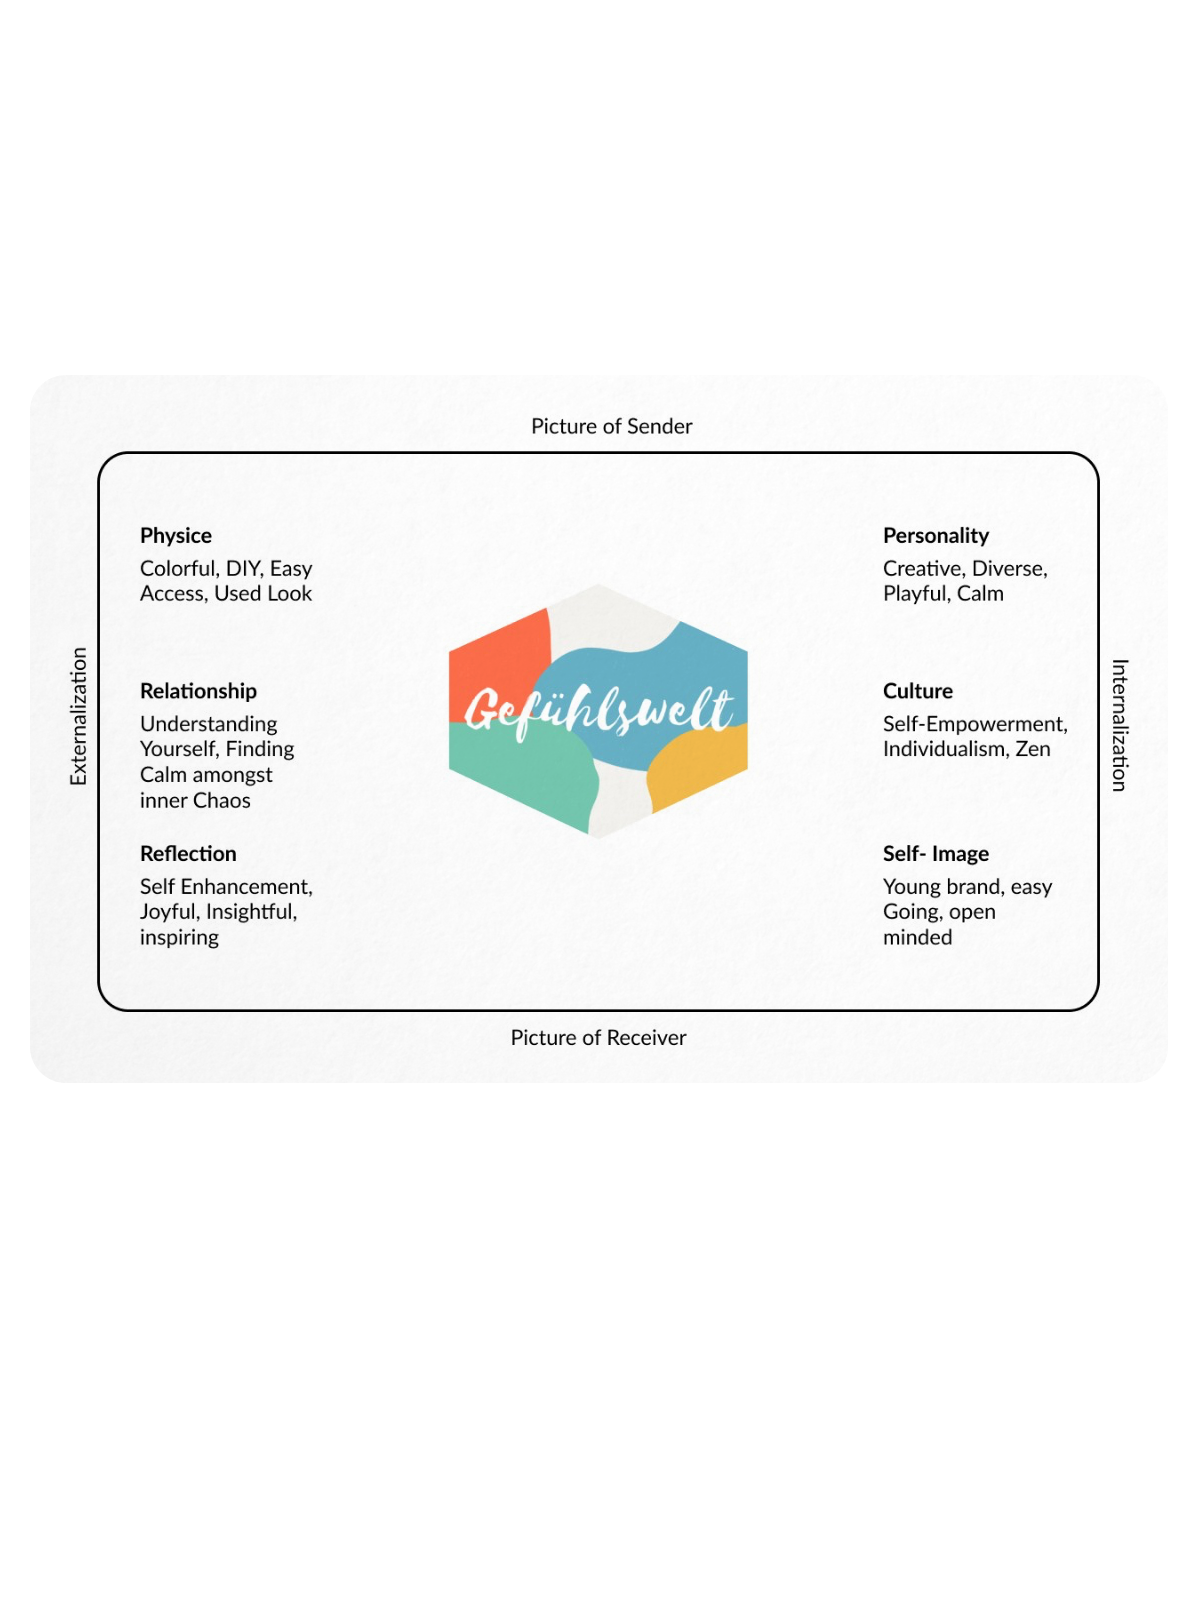 Picture of Sender
Externalization
Physice
Colorful, DIY, Easy
Access, Used Look
Relationship
Understanding
Yourself, Finding
Calm amongst
inner Chaos
Reflection
Self Enhancement,
Joyful, Insightful,
inspiring
Gefühlswelt
Personality
Creative, Diverse,
Playful, Calm
Culture
Self-Empowerment,
Individualism, Zen
Self- Image
Young brand, easy
Going, open
minded
Internalization
Picture of Receiver